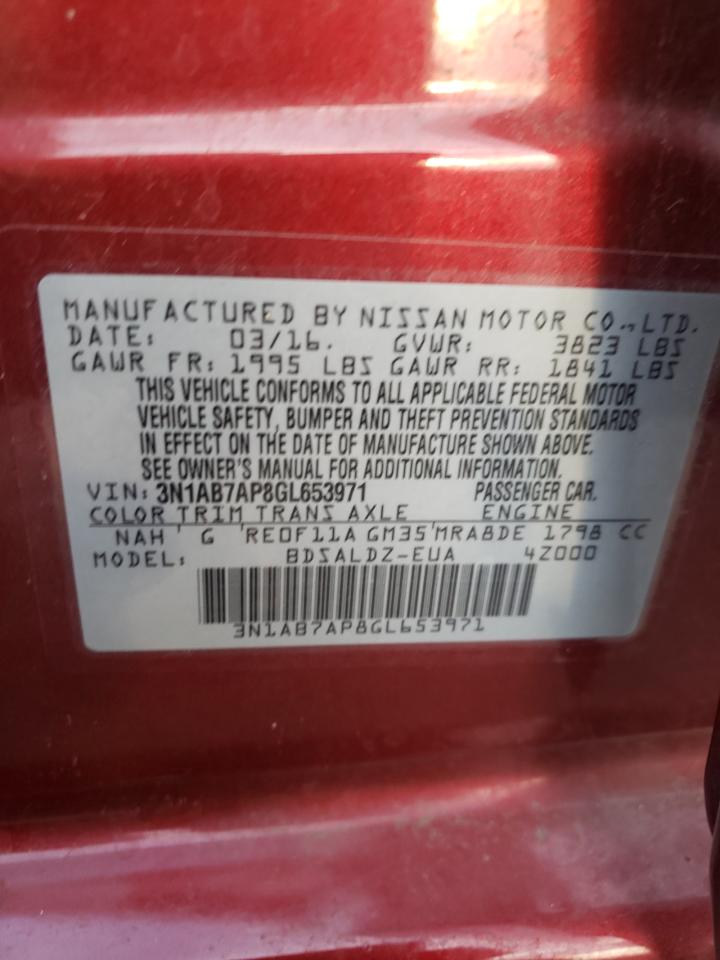 MANUFACTURED BY NISSAN MOTOR CO.,LTD.
DATE: 03/16. GVWR: 3823 LBS
GAWR FR: 1995 LBS GAWR RR: 1841 LBS
THIS VEHICLE CONFORMS TO ALL APPLICABLE FEDERAL MOTOR
VEHICLE SAFETY, BUMPER AND THEFT PREVENTION STANDARDS
IN EFFECT ON THE DATE OF MANUFACTURE SHOWN ABOVE.
SEE OWNER'S MANUAL FOR ADDITIONAL INFORMATION.
VIN: 3N1AB7AP8GL653971 PASSENGER CAR.
COLOR TRIM TRANS AXLE ENGINE
NAH G RE0F11A GM35 MRA8DE 1798 CC
MODEL: BDSALDZ-EUA 4Z000
3N1AB7AP8GL653971